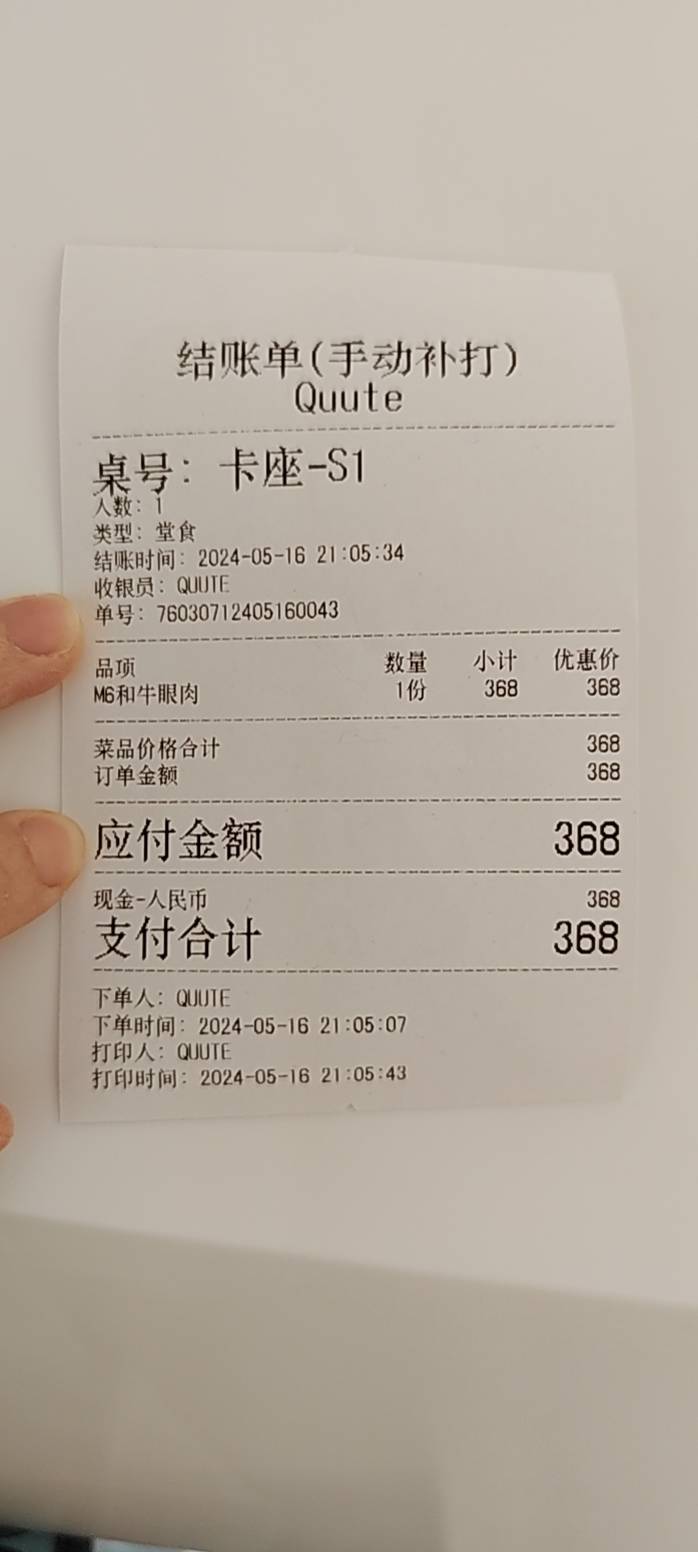 结账单(手动补打)
Quute
桌号: 卡座-S1
人数: 1
类型: 堂食
结账时间: 2024-05-16 21:05:34
收银员: QUUTE
单号: 76030712405160043
品项 数量 小计 优惠价
M6和牛眼肉 1份 368 368
菜品价格合计 368
订单金额 368
应付金额 368
现金-人民币 368
支付合计 368
下单人: QUUTE
下单时间: 2024-05-16 21:05:07
打印人: QUUTE
打印时间: 2024-05-16 21:05:43